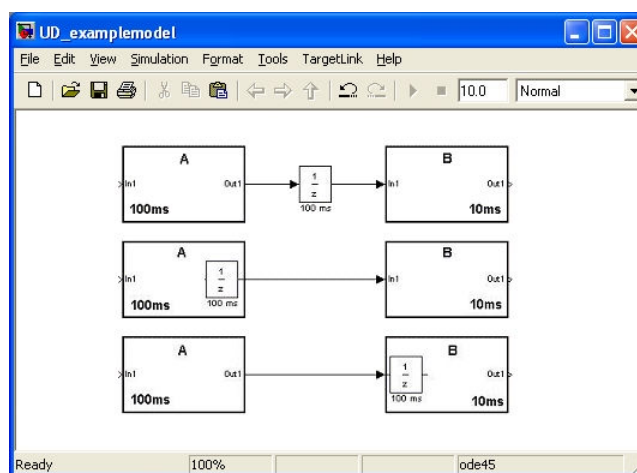 UD_examplemodel
File Edit View Simulation Format Tools TargetLink Help
10.0 Normal
A B
In1 Out1 1 z In1 Out1
100ms 100 ms 10ms
A B
In1 1 z In1 Out1
100ms 100 ms 10ms
A B
In1 Out1 1 z Out1
100ms 100 ms 10ms
Ready 100% ode45